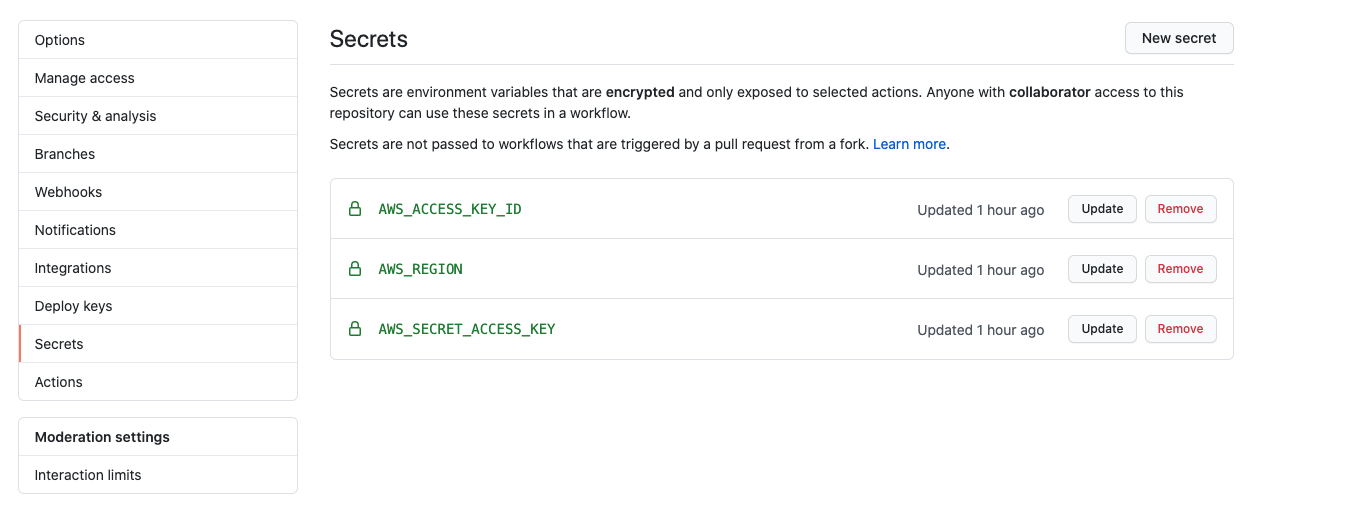 Options
Manage access
Security & analysis
Branches
Webhooks
Notifications
Integrations
Deploy keys
Secrets
Actions
Moderation settings
Interaction limits
Secrets
New secret
Secrets are environment variables that are encrypted and only exposed to selected actions. Anyone with collaborator access to this
repository can use these secrets in a workflow.
Secrets are not passed to workflows that are triggered by a pull request from a fork. Learn more.
AWS_ACCESS_KEY_ID Updated 1 hour ago Update Remove
AWS_REGION Updated 1 hour ago Update Remove
AWS_SECRET_ACCESS_KEY Updated 1 hour ago Update Remove